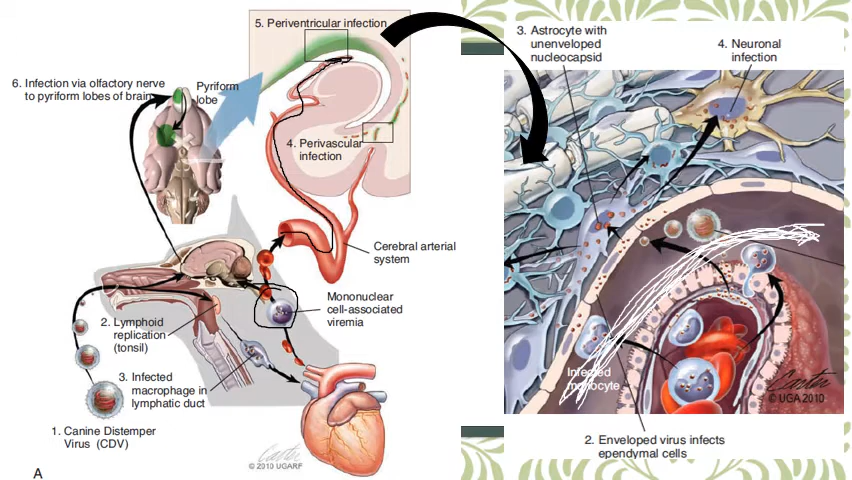 5. Periventricular infection
6. Infection via olfactory nerve
to pyriform lobes of brain
Pyriform
lobe
4. Perivascular
infection
Cerebral arterial
system
Mononuclear
cell-associated
viremia
2. Lymphoid
replication
(tonsil)
3. Infected
macrophage in
lymphatic duct
1. Canine Distemper
Virus (CDV)
Carter
© 2010 UGARF
A
3. Astrocyte with
unenveloped
nucleocapsid
4. Neuronal
infection
Infected
monocyte
Carter
© UGA 2010
2. Enveloped virus infects
ependymal cells